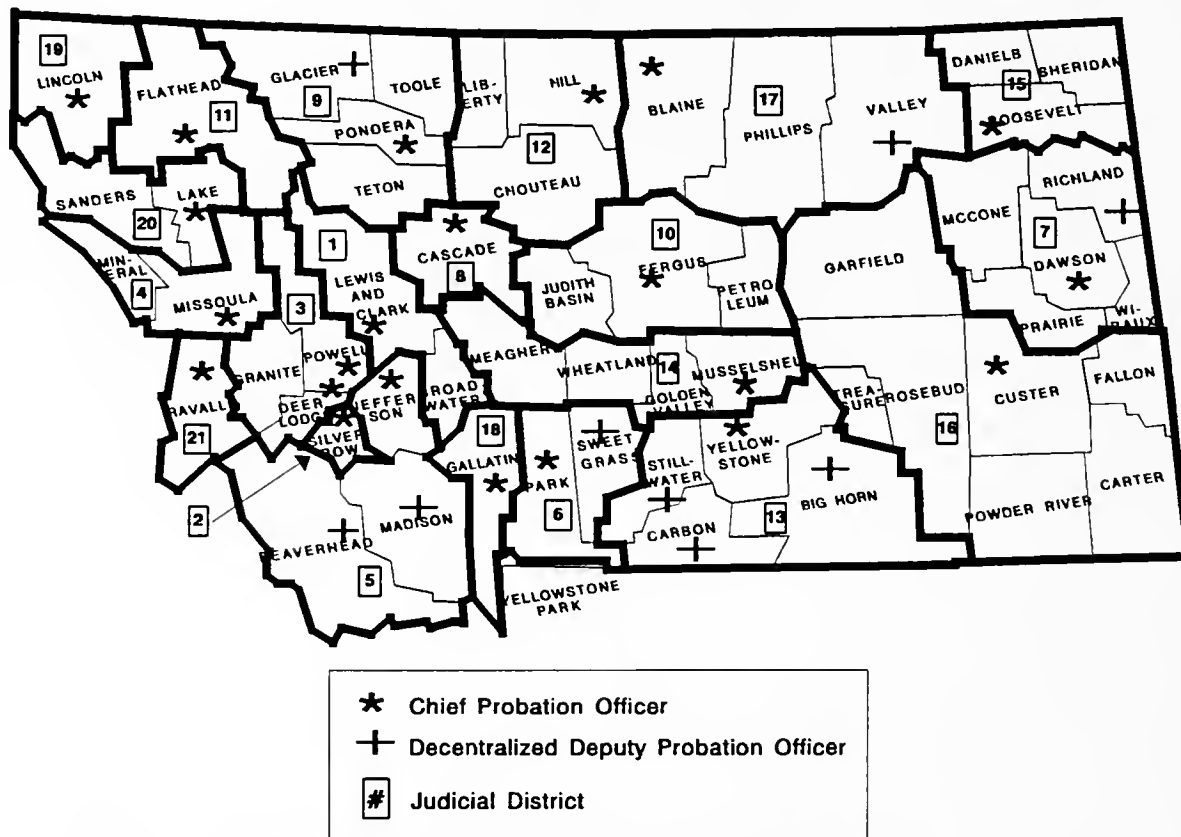 19
LINCOLN
FLATHEAD
11
GLACIER
9
TOOLE
PONDERA
TETON
LIB-
ERTY
HILL
12
CHOUTEAU
BLAINE
17
PHILLIPS
VALLEY
DANIELB
SHERIDAN
15
ROOSEVELT
SANDERS
LAKE
20
MIN-
ERAL
4
MISSOULA
3
1
LEWIS
AND
CLARK
CASCADE
8
JUDITH
BASIN
10
FERGUS
PETRO
LEUM
GARFIELD
MCCONE
RICHLAND
7
DAWSON
PRAIRIE
WI-
BAUX
POWELL
GRANITE
DEER
LODGE
RAVALLI
21
SILVER
BOW
JEFFER
SON
BROAD
WATER
MEAGHER
WHEATLAND
14
GOLDEN
VALLEY
MUSSELSHELL
TREA-
SURE
ROSEBUD
16
CUSTER
FALLON
CARTER
POWDER RIVER
2
BEAVERHEAD
5
MADISON
18
GALLATIN
PARK
6
SWEET
GRASS
STILL-
WATER
YELLOW-
STONE
CARBON
13
BIG HORN
YELLOWSTONE
PARK
Chief Probation Officer
Decentralized Deputy Probation Officer
# Judicial District